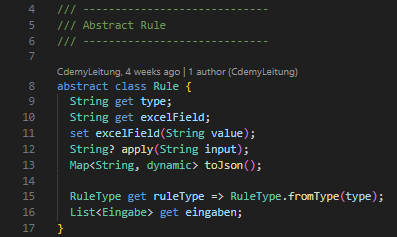 4 /// -----------------------------
5 /// Abstract Rule
6 /// -----------------------------
7
CdemyLeitung, 4 weeks ago | 1 author (CdemyLeitung)
8 abstract class Rule {
9 String get type;
10 String get excelField;
11 set excelField(String value);
12 String? apply(String input);
13 Map<String, dynamic> toJson();
14
15 RuleType get ruleType => RuleType.fromType(type);
16 List<Eingabe> get eingaben;
17 }